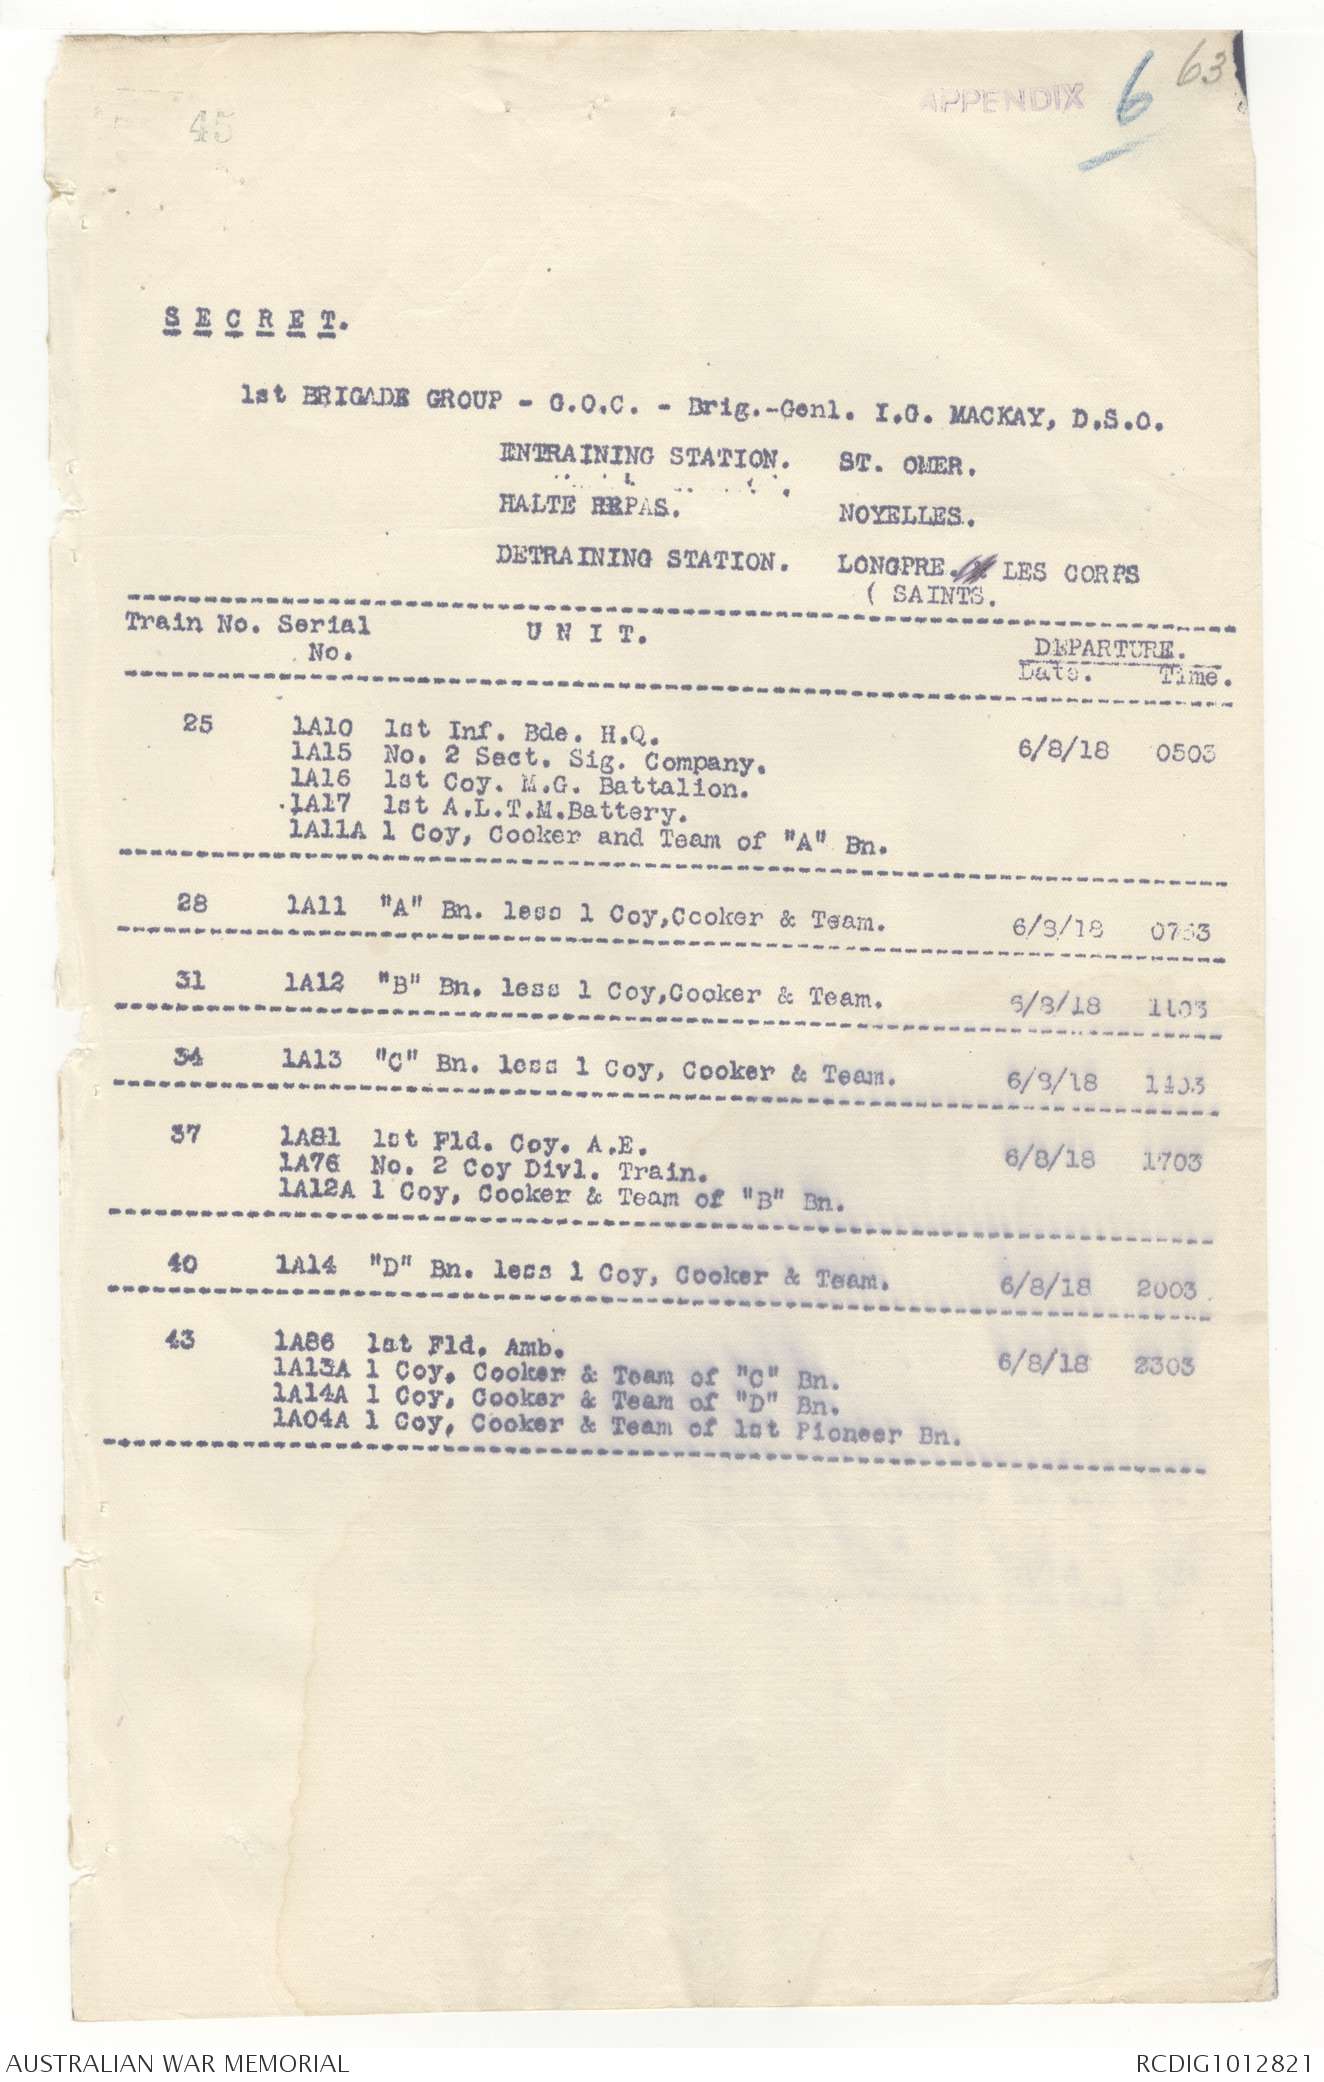 63
APPENDIX 6
45
S E C R E T.
1st BRIGADE GROUP - G.O.C. - Brig.-Genl. I.G. MACKAY, D.S.O.
ENTRAINING STATION. ST. OMER.
HALTE REPAS. NOYELLES.
DETRAINING STATION. LONGPRE. LES CORPS
( SAINTS.
Train No. Serial U N I T. DEPARTURE.
No. Date. Time.
25 1A10 1st Inf. Bde. H.Q. 6/8/18 0503
1A15 No. 2 Sect. Sig. Company.
1A16 1st Coy. M.G. Battalion.
1A17 1st A.L.T.M.Battery.
1A11A 1 Coy, Cooker and Team of "A" Bn.
28 1A11 "A" Bn. less 1 Coy,Cooker & Team. 6/8/18
31 1A12 "B" Bn. less 1 Coy,Cooker & Team. 6/8/18 1103
34 1A13 "C" Bn. less 1 Coy, Cooker & Team. 6/8/18 1403
37 1A81 1st Fld. Coy. A.E. 6/8/18 1703
1A76 No. 2 Coy Divl. Train.
1A12A 1 Coy, Cooker & Team of "B" Bn.
40 1A14 "D" Bn. less 1 Coy, Cooker & Team. 6/8/18 2003.
43 1A86 1st Fld. Amb. 6/8/18 2303
1A13A 1 Coy, Cooker & Team of "C" Bn.
1A14A 1 Coy, Cooker & Team of "D" Bn.
1A04A 1 Coy, Cooker & Team of 1st Pioneer Bn.
AUSTRALIAN WAR MEMORIAL RCDIG1012821